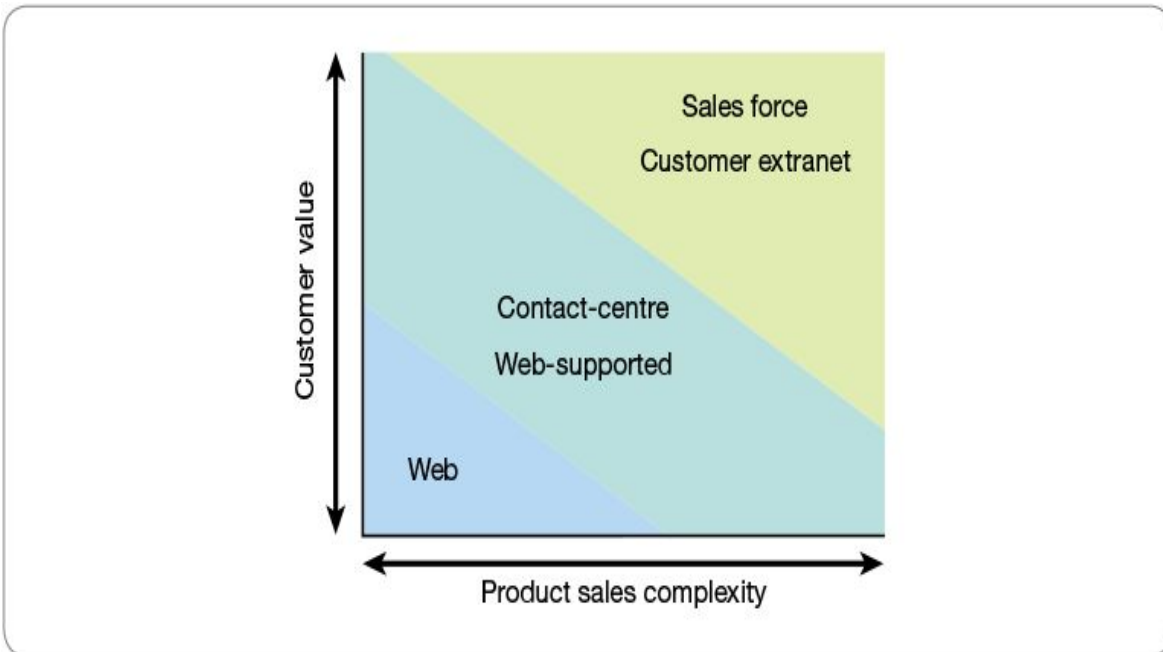 Sales force
Customer extranet
Customer value
Contact-centre
Web-supported
Web
Product sales complexity